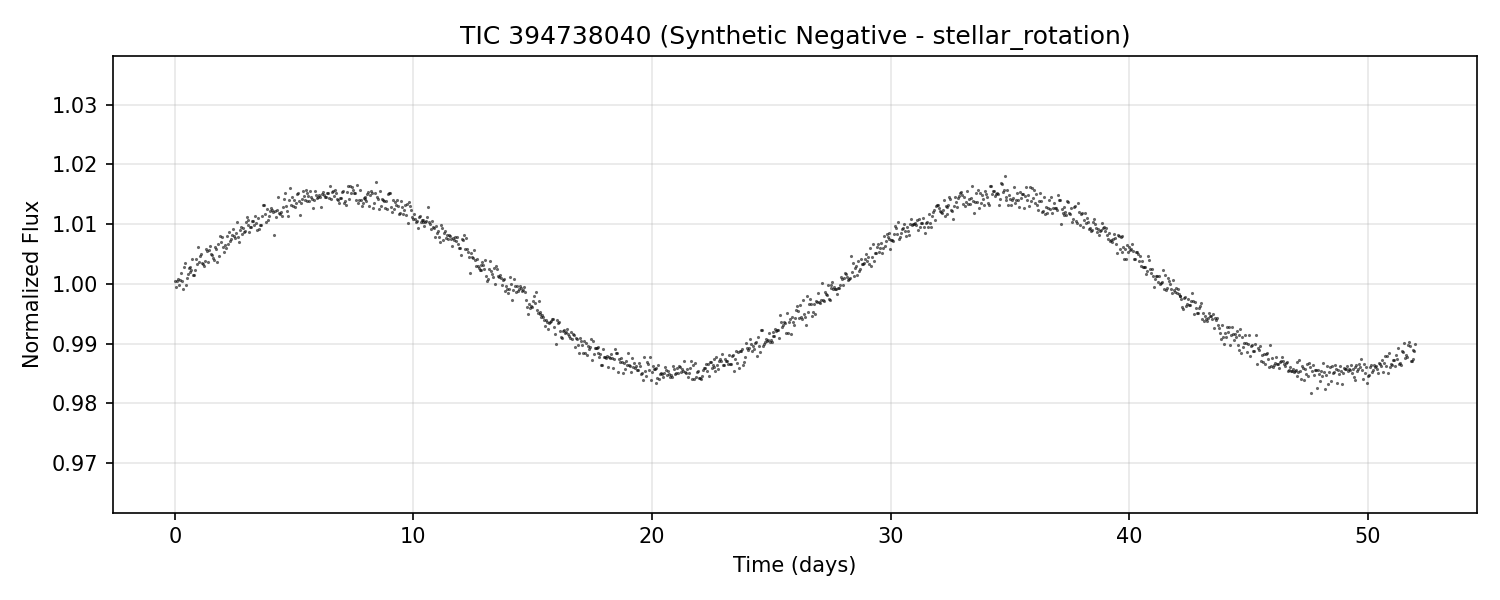 TIC 394738040 (Synthetic Negative - stellar_rotation)
1.03
1.02
1.01
1.00
0.99
0.98
0.97
Normalized Flux
0 10 20 30 40 50
Time (days)